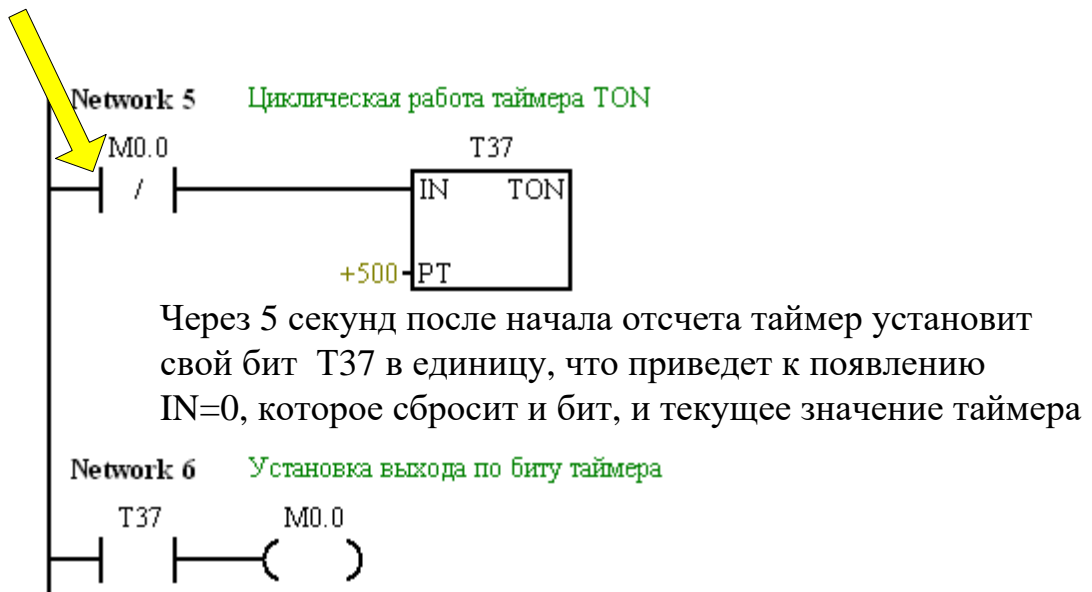 Network 5 Циклическая работа таймера TON
M0.0 T37
/ IN TON
+500 PT
Через 5 секунд после начала отсчета таймер установит
свой бит T37 в единицу, что приведет к появлению
IN=0, которое сбросит и бит, и текущее значение таймера
Network 6 Установка выхода по биту таймера
T37 M0.0